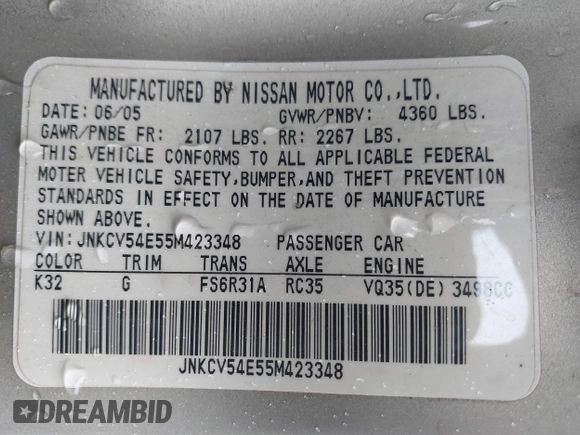 MANUFACTURED BY NISSAN MOTOR CO.,LTD.
DATE: 06/05 GVWR/PNBV: 4360 LBS.
GAWR/PNBE FR: 2107 LBS. RR: 2267 LBS.
THIS VEHICLE CONFORMS TO ALL APPLICABLE FEDERAL
MOTER VEHICLE SAFETY,BUMPER,AND THEFT PREVENTION
STANDARDS IN EFFECT ON THE DATE OF MANUFACTURE
SHOWN ABOVE.
VIN:JNKCV54E55M423348 PASSENGER CAR
COLOR TRIM TRANS AXLE ENGINE
K32 G FS6R31A RC35 VQ35(DE) 3498CC
JNKCV54E55M423348
DREAMBID